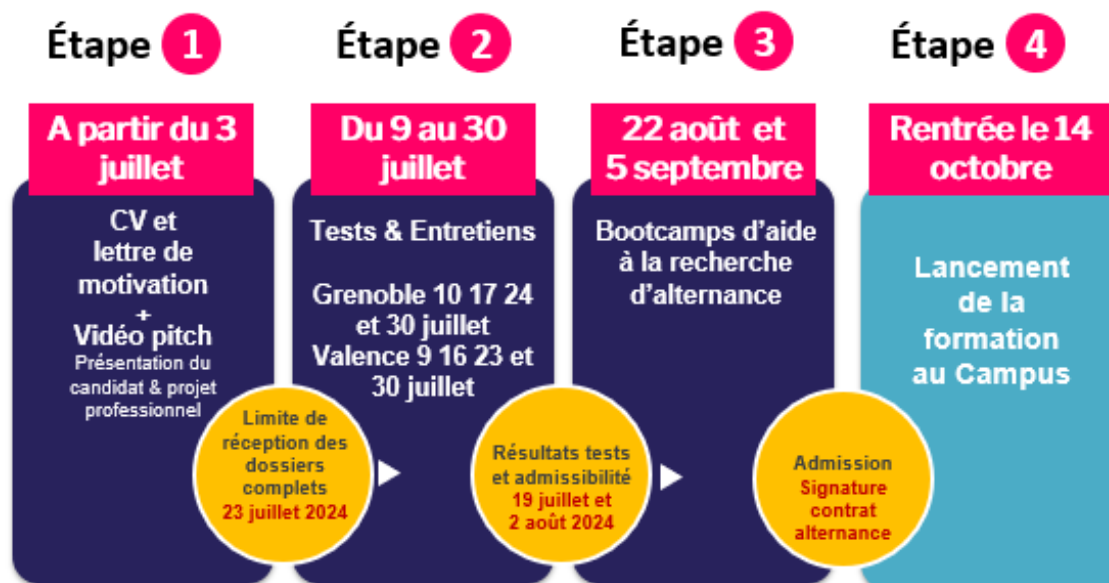 Étape 1
A partir du 3
juillet
CV et
lettre de
motivation
+
Vidéo pitch
Présentation du
candidat & projet
professionnel
Limite de
réception des
dossiers
complets
23 juillet 2024
Étape 2
Du 9 au 30
juillet
Tests & Entretiens
Grenoble 10 17 24
et 30 juillet
Valence 9 16 23 et
30 juillet
Résultats tests
et admissibilité
19 juillet et
2 août 2024
Étape 3
22 août et
5 septembre
Bootcamps d'aide
à la recherche
d'alternance
Admission
Signature
contrat
alternance
Étape 4
Rentrée le 14
octobre
Lancement
de la
formation
au Campus